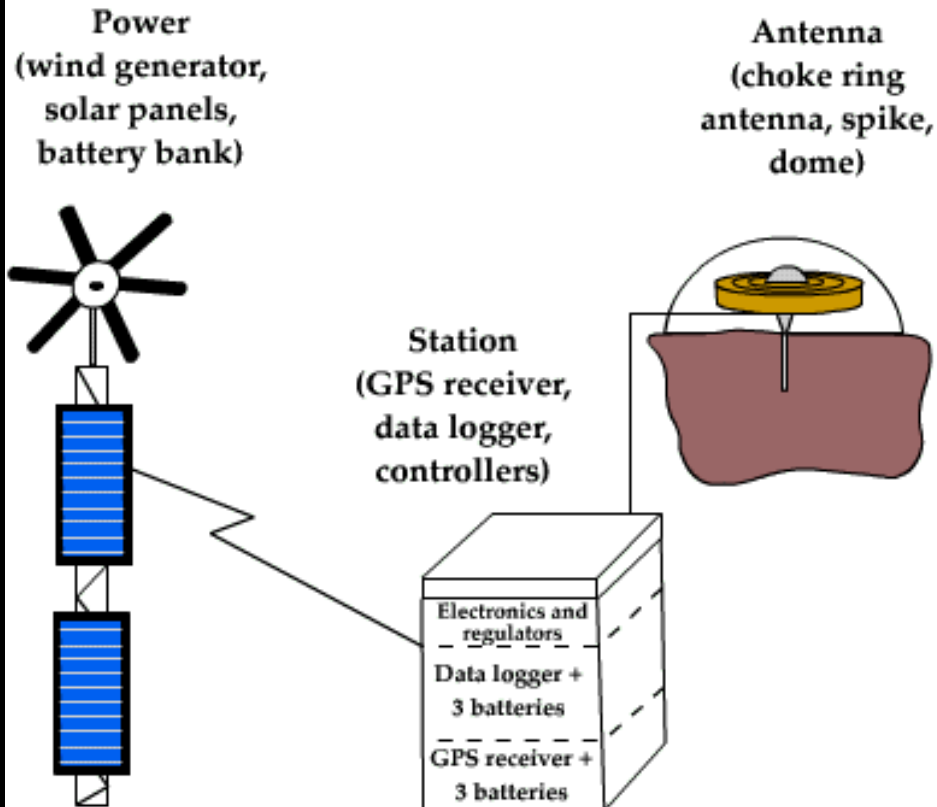 Power
(wind generator,
solar panels,
battery bank)
Antenna
(choke ring
antenna, spike,
dome)
Station
(GPS receiver,
data logger,
controllers)
Electronics and
regulators
Data logger +
3 batteries
GPS receiver +
3 batteries